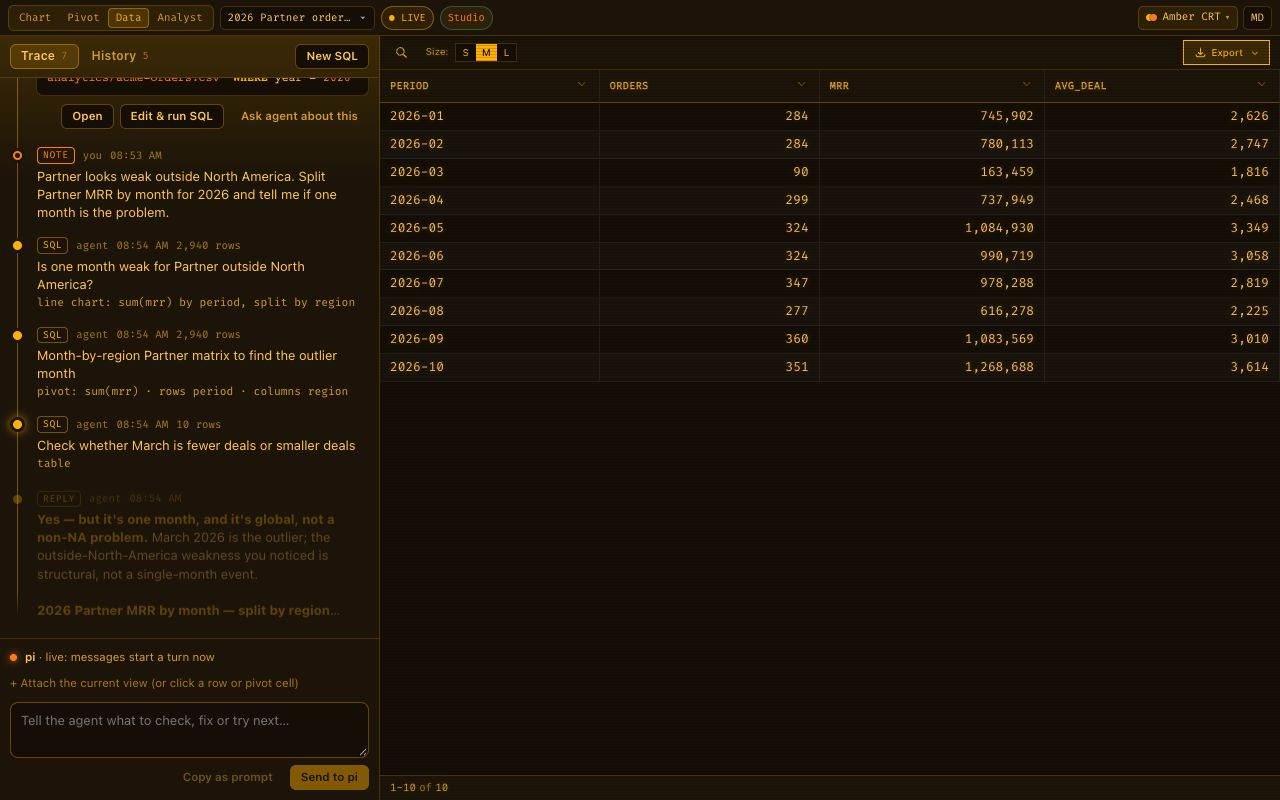 Chart Pivot Data Analyst 2026 Partner order… LIVE Studio Amber CRT MD
Trace 7 History 5 New SQL
Size: S M L Export
analytics/acme-orders.csv' WHERE year = 2026
Open Edit & run SQL Ask agent about this
NOTE you 08:53 AM
Partner looks weak outside North America. Split
Partner MRR by month for 2026 and tell me if one
month is the problem.
SQL agent 08:54 AM 2,940 rows
Is one month weak for Partner outside North
America?
line chart: sum(mrr) by period, split by region
SQL agent 08:54 AM 2,940 rows
Month-by-region Partner matrix to find the outlier
month
pivot: sum(mrr) · rows period · columns region
SQL agent 08:54 AM 10 rows
Check whether March is fewer deals or smaller deals
table
REPLY agent 08:54 AM
Yes — but it's one month, and it's global, not a
non-NA problem. March 2026 is the outlier; the
outside-North-America weakness you noticed is
structural, not a single-month event.
2026 Partner MRR by month — split by region…
pi · live: messages start a turn now
+ Attach the current view (or click a row or pivot cell)
Tell the agent what to check, fix or try next…
Copy as prompt Send to pi
PERIOD ORDERS MRR AVG_DEAL
2026-01 284 745,902 2,626
2026-02 284 780,113 2,747
2026-03 90 163,459 1,816
2026-04 299 737,949 2,468
2026-05 324 1,084,930 3,349
2026-06 324 990,719 3,058
2026-07 347 978,288 2,819
2026-08 277 616,278 2,225
2026-09 360 1,083,569 3,010
2026-10 351 1,268,688 3,614
1–10 of 10